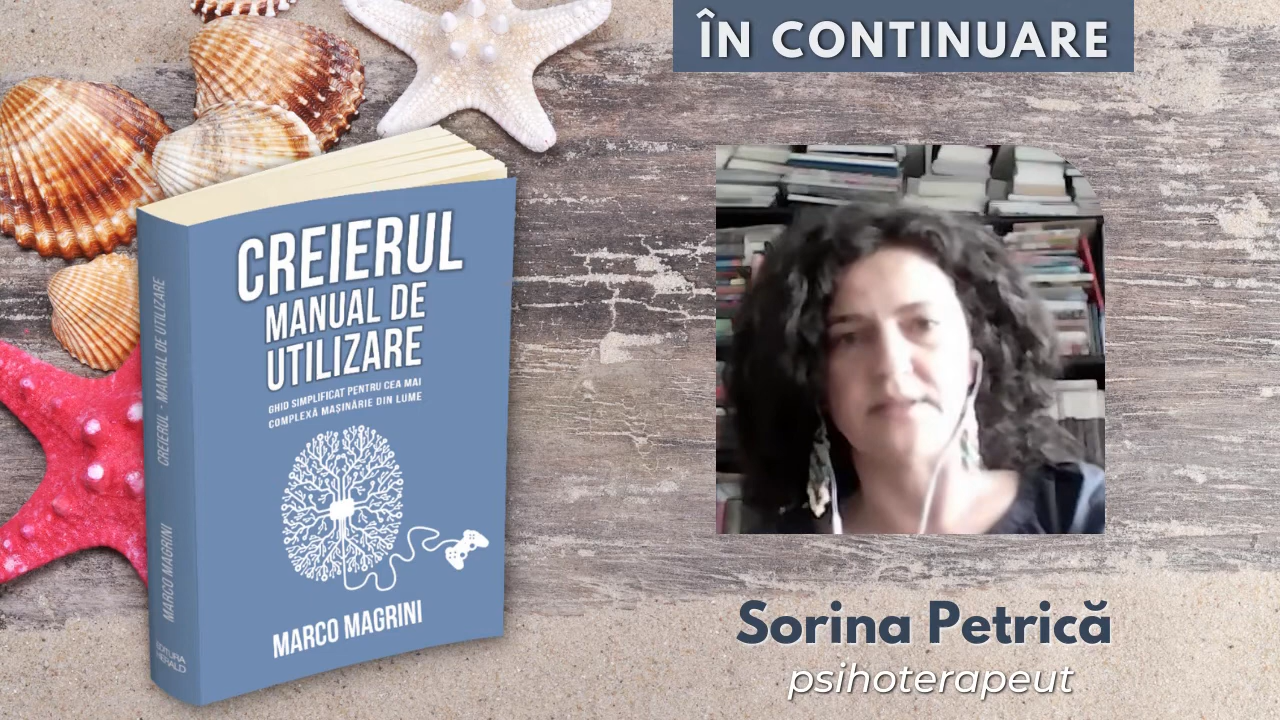 ÎN CONTINUARE
CREIERUL
MANUAL DE
UTILIZARE
GHID SIMPLIFICAT PENTRU CEA MAI
COMPLEXĂ MAȘINĂRIE DIN LUME
MARCO MAGRINI
CREIERUL - MANUAL DE UTILIZARE
MARCO MAGRINI
EDITURA
HERALD
Sorina Petrică
psihoterapeut